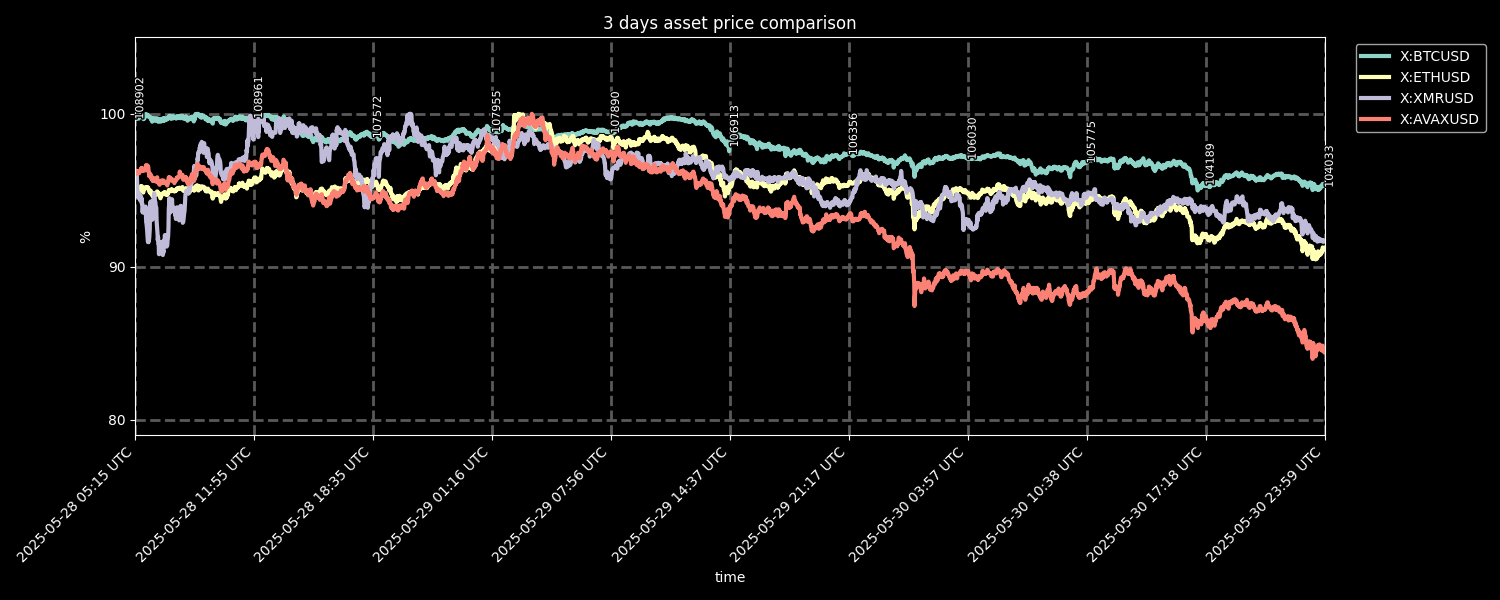 3 days asset price comparison
X:BTCUSD
X:ETHUSD
X:XMRUSD
X:AVAXUSD
108902
108961
107572
107955
107890
106913
106356
106030
105775
104189
104033
%
100
90
80
2025-05-28 05:15 UTC
2025-05-28 11:55 UTC
2025-05-28 18:35 UTC
2025-05-29 01:16 UTC
2025-05-29 07:56 UTC
2025-05-29 14:37 UTC
2025-05-29 21:17 UTC
2025-05-30 03:57 UTC
2025-05-30 10:38 UTC
2025-05-30 17:18 UTC
2025-05-30 23:59 UTC
time